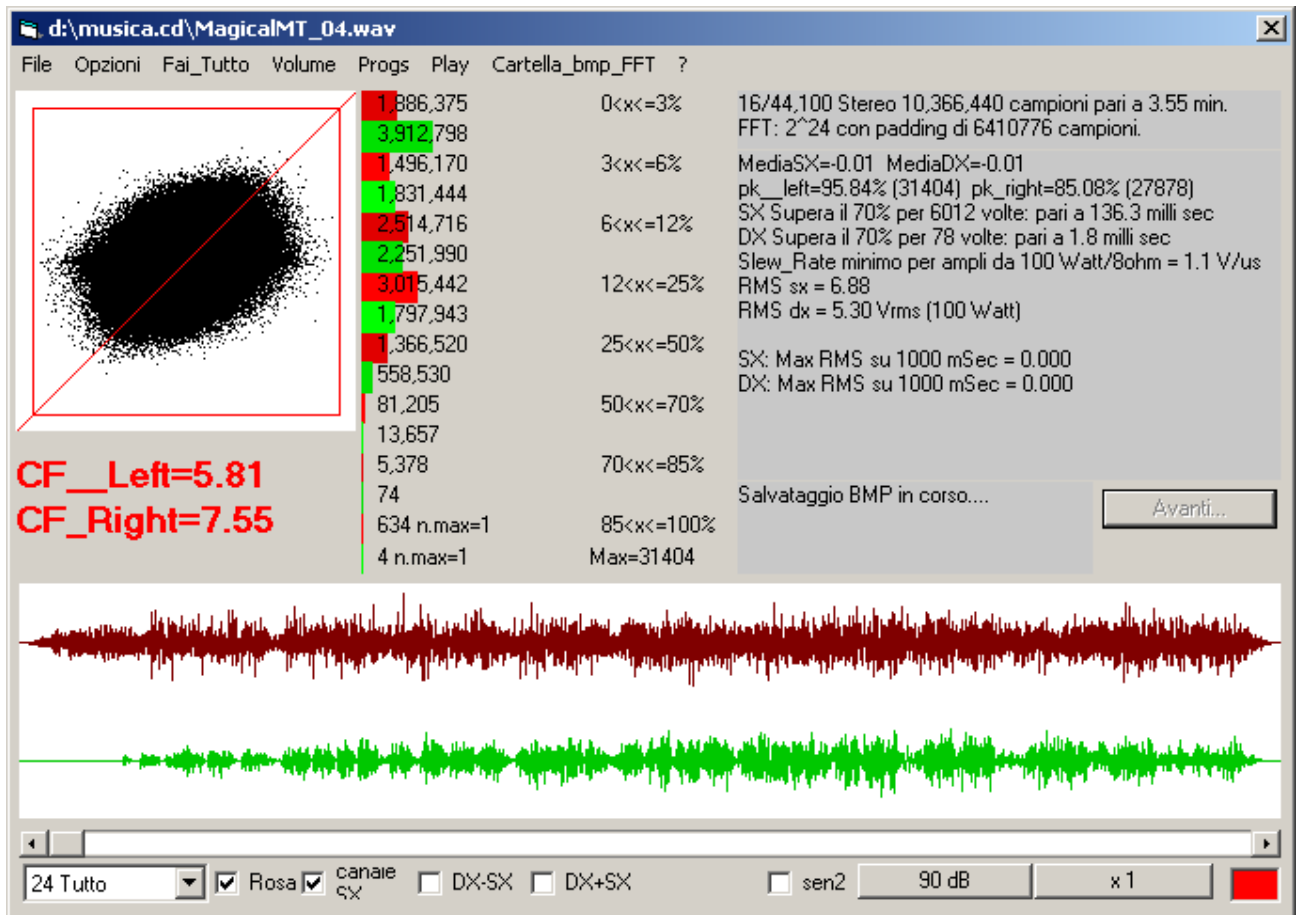 d:\musica.cd\MagicalMT_04.wav
File Opzioni Fai_Tutto Volume Progs Play Cartella_bmp_FFT ?
1,886,375 0<x<=3%
3,912,798
1,496,170 3<x<=6%
1,831,444
2,514,716 6<x<=12%
2,251,990
3,015,442 12<x<=25%
1,797,943
1,366,520 25<x<=50%
558,530
81,205 50<x<=70%
13,657
5,378 70<x<=85%
74
634 n.max=1 85<x<=100%
4 n.max=1 Max=31404
16/44,100 Stereo 10,366,440 campioni pari a 3.55 min.
FFT: 2^24 con padding di 6410776 campioni.
MediaSX=-0.01 MediaDX=-0.01
pk__left=95.84% (31404) pk_right=85.08% (27878)
SX Supera il 70% per 6012 volte: pari a 136.3 milli sec
DX Supera il 70% per 78 volte: pari a 1.8 milli sec
Slew_Rate minimo per ampli da 100 Watt/8ohm = 1.1 V/us
RMS sx = 6.88
RMS dx = 5.30 Vrms (100 Watt)
SX: Max RMS su 1000 mSec = 0.000
DX: Max RMS su 1000 mSec = 0.000
Salvataggio BMP in corso....
Avanti...
CF__Left=5.81
CF_Right=7.55
24 Tutto Rosa canale SX DX-SX DX+SX sen2 90 dB x 1